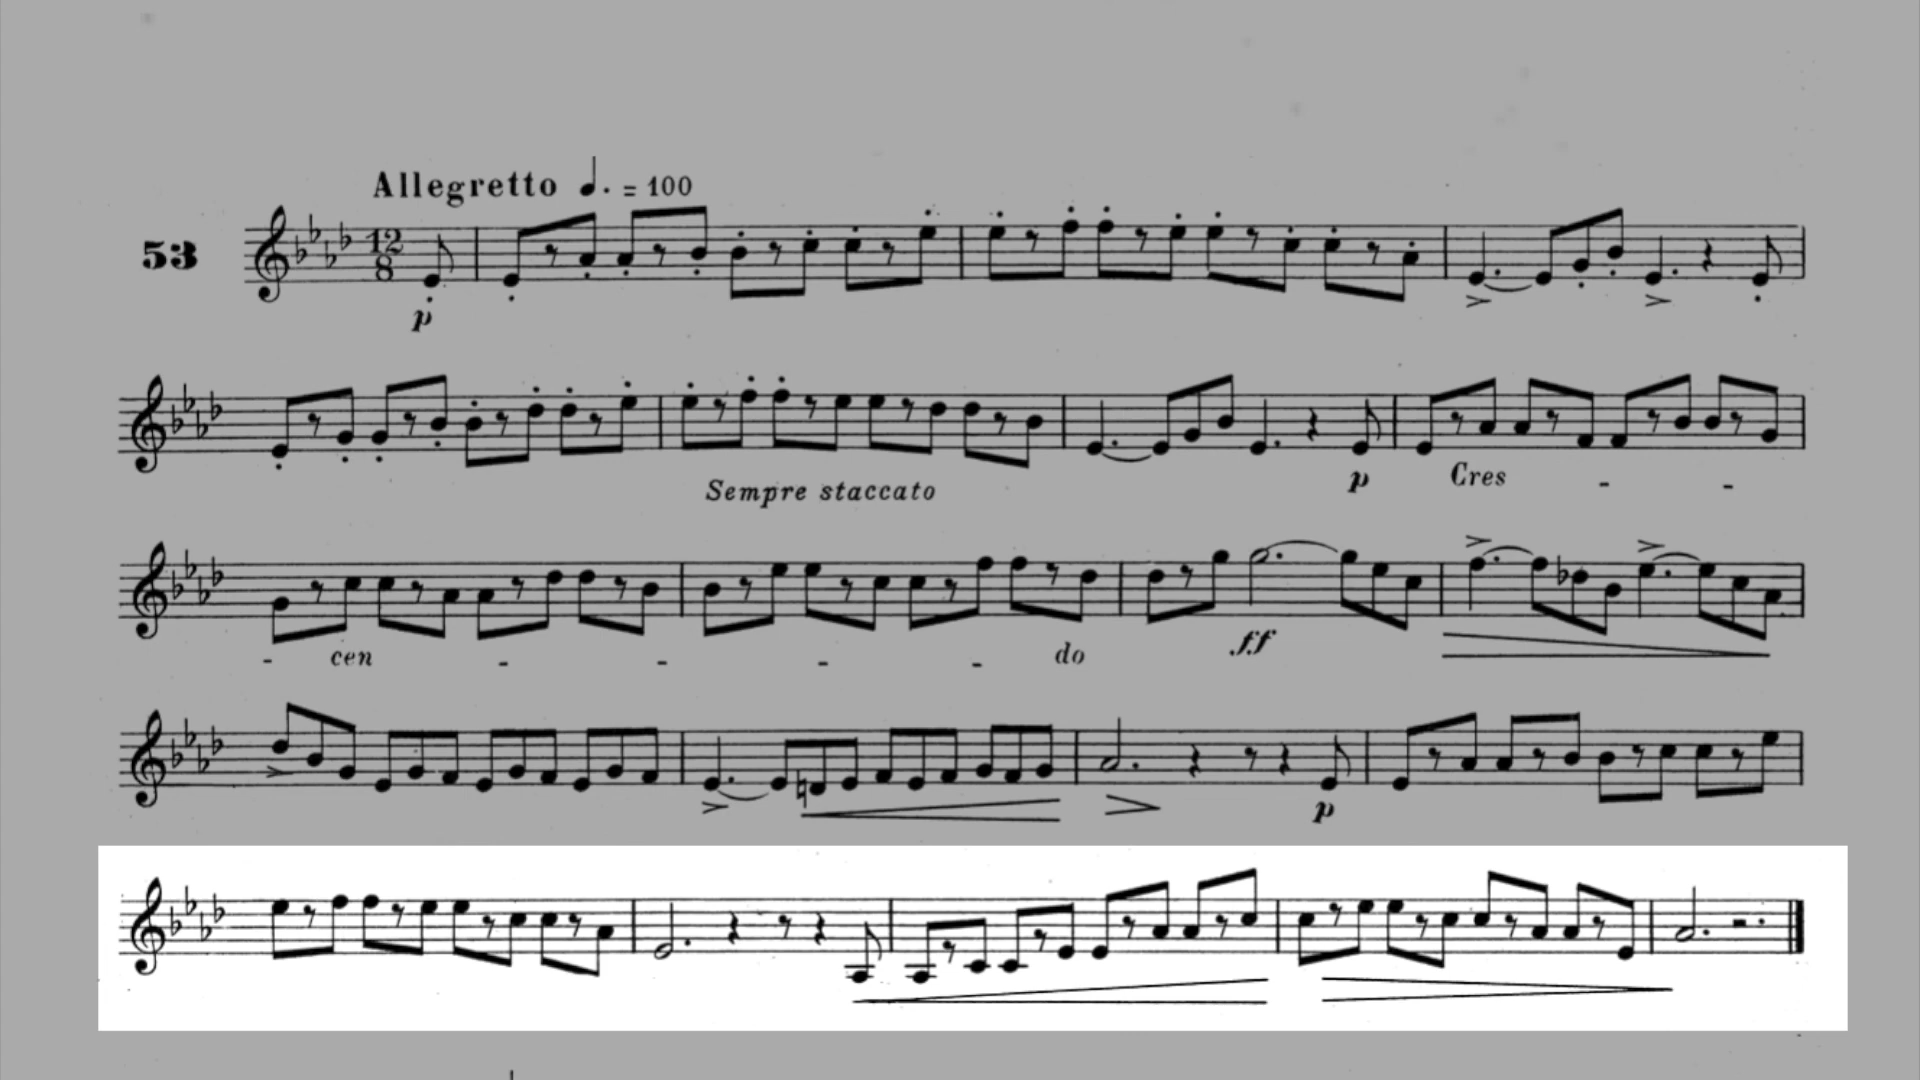 Allegretto ♩. = 100
53
12
8
p
Sempre staccato
p Cres - -
- cen - - - - do ff
p